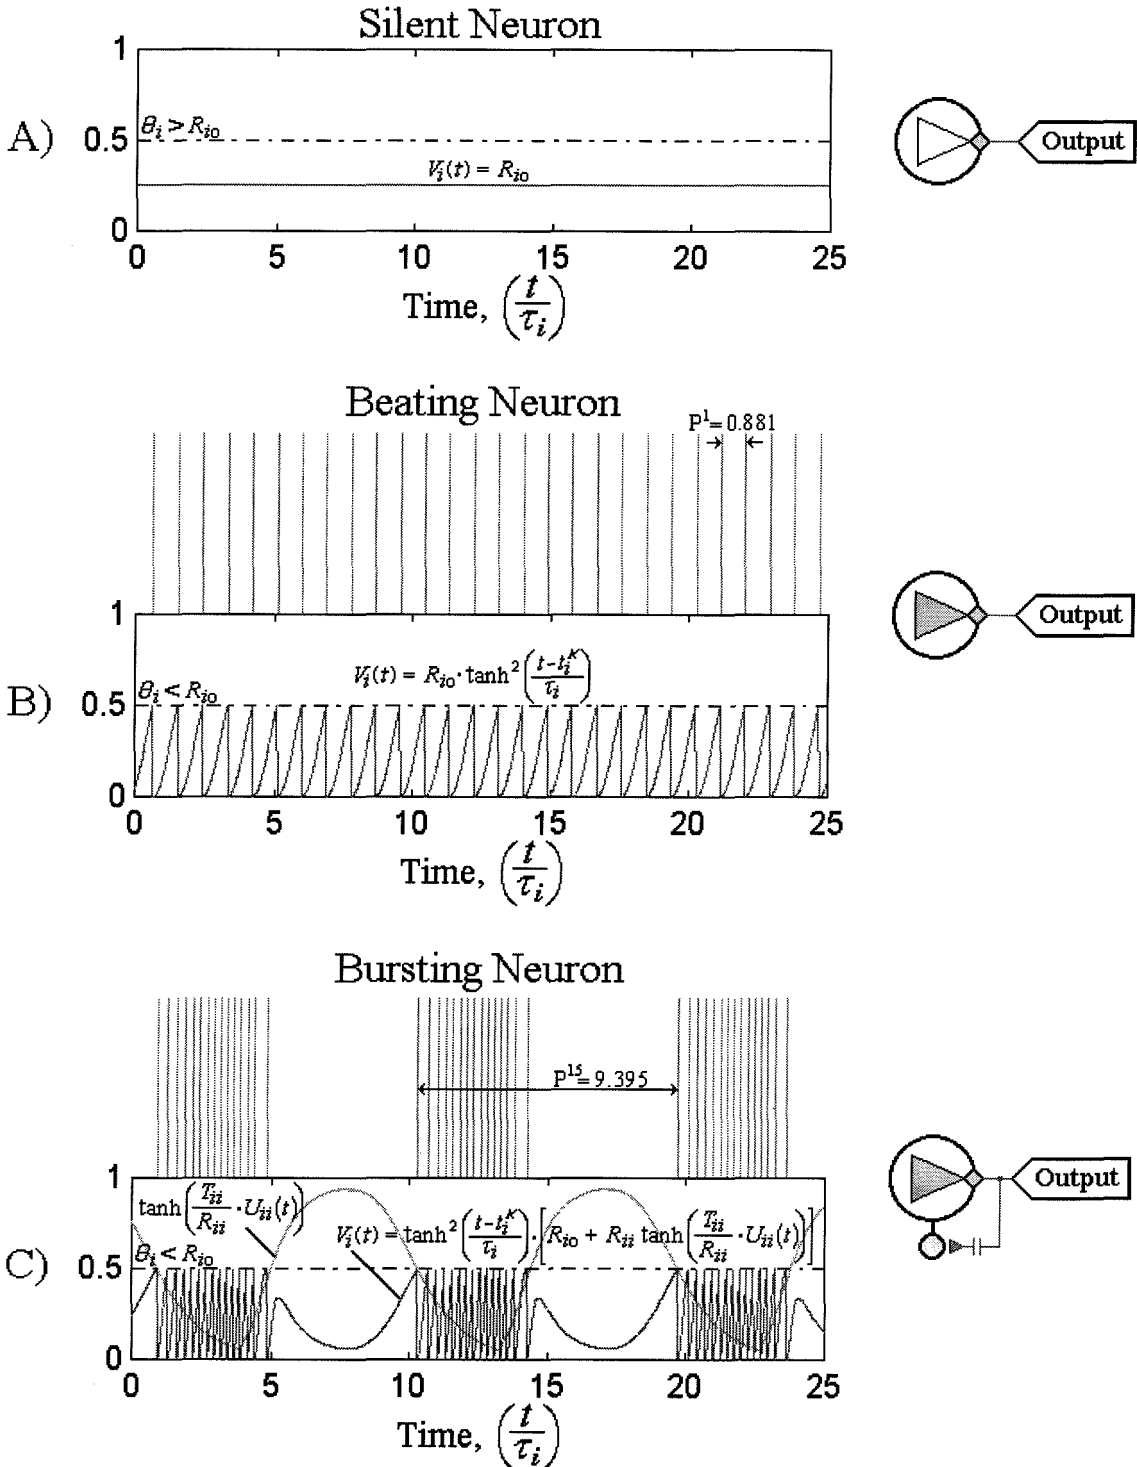 Silent Neuron
A)
1
0.5
0
θᵢ > Rᵢₒ
Vᵢ(t) = Rᵢₒ
0 5 10 15 20 25
Time, (t/τᵢ)
Output
Beating Neuron
P¹=0.881
B)
1
0.5
0
θᵢ < Rᵢₒ
Vᵢ(t) = Rᵢₒ·tanh²((t-tᵢᴷ)/τᵢ)
0 5 10 15 20 25
Time, (t/τᵢ)
Output
Bursting Neuron
P¹⁵=9.395
C)
1
0.5
0
tanh(Tᵢᵢ/Rᵢᵢ·Uᵢᵢ(t))
θᵢ < Rᵢₒ
Vᵢ(t) = tanh²((t-tᵢᴷ)/τᵢ)·[Rᵢₒ + Rᵢᵢ tanh(Tᵢᵢ/Rᵢᵢ·Uᵢᵢ(t))]
0 5 10 15 20 25
Time, (t/τᵢ)
Output